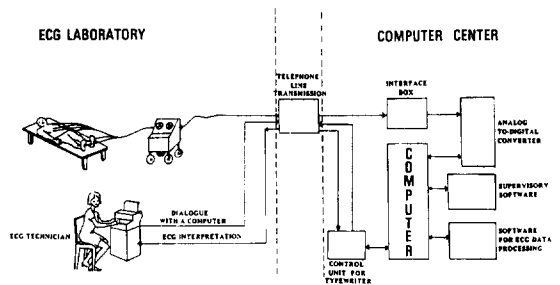 ECG LABORATORY
COMPUTER CENTER
TELEPHONE
LINE
TRANSMISSION
INTERFACE
BOX
ANALOG
TO-DIGITAL
CONVERTER
COMPUTER
SUPERVISORY
SOFTWARE
DIALOGUE
WITH A COMPUTER
ECG TECHNICIAN
ECG INTERPRETATION
SOFTWARE
FOR ECG DATA
PROCESSING
CONTROL
UNIT FOR
TYPEWRITER